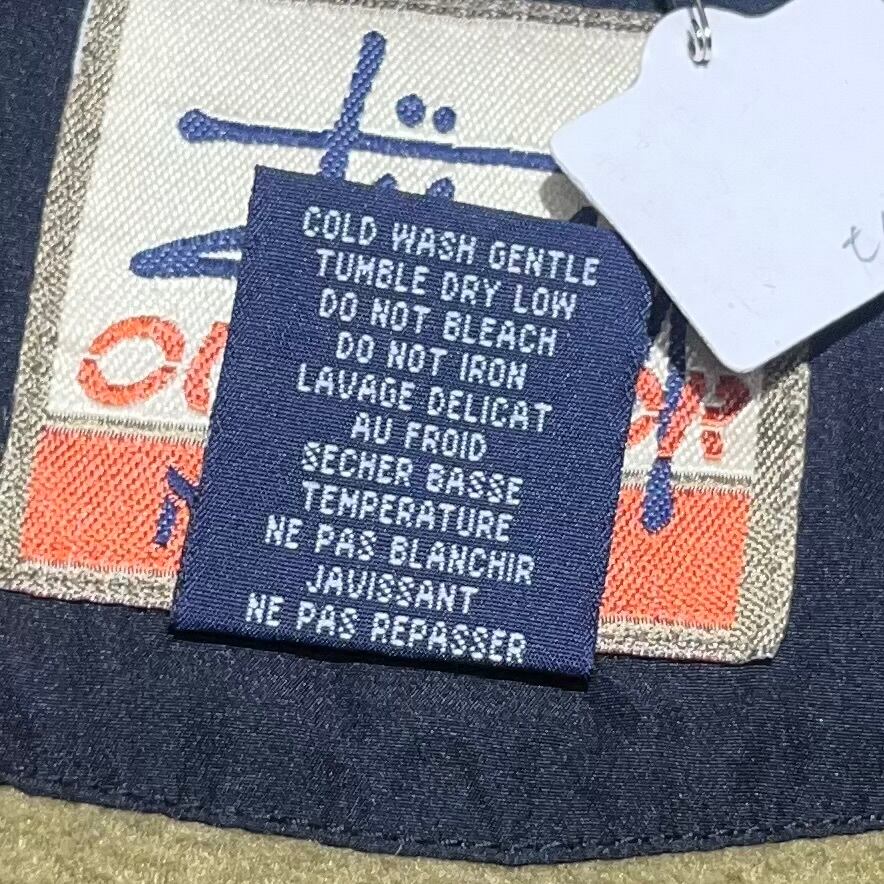 COLD WASH GENTLE
TUMBLE DRY LOW
DO NOT BLEACH
DO NOT IRON
LAVAGE DELICAT
AU FROID
SECHER BASSE
TEMPERATURE
NE PAS BLANCHIR
JAVISSANT
NE PAS REPASSER